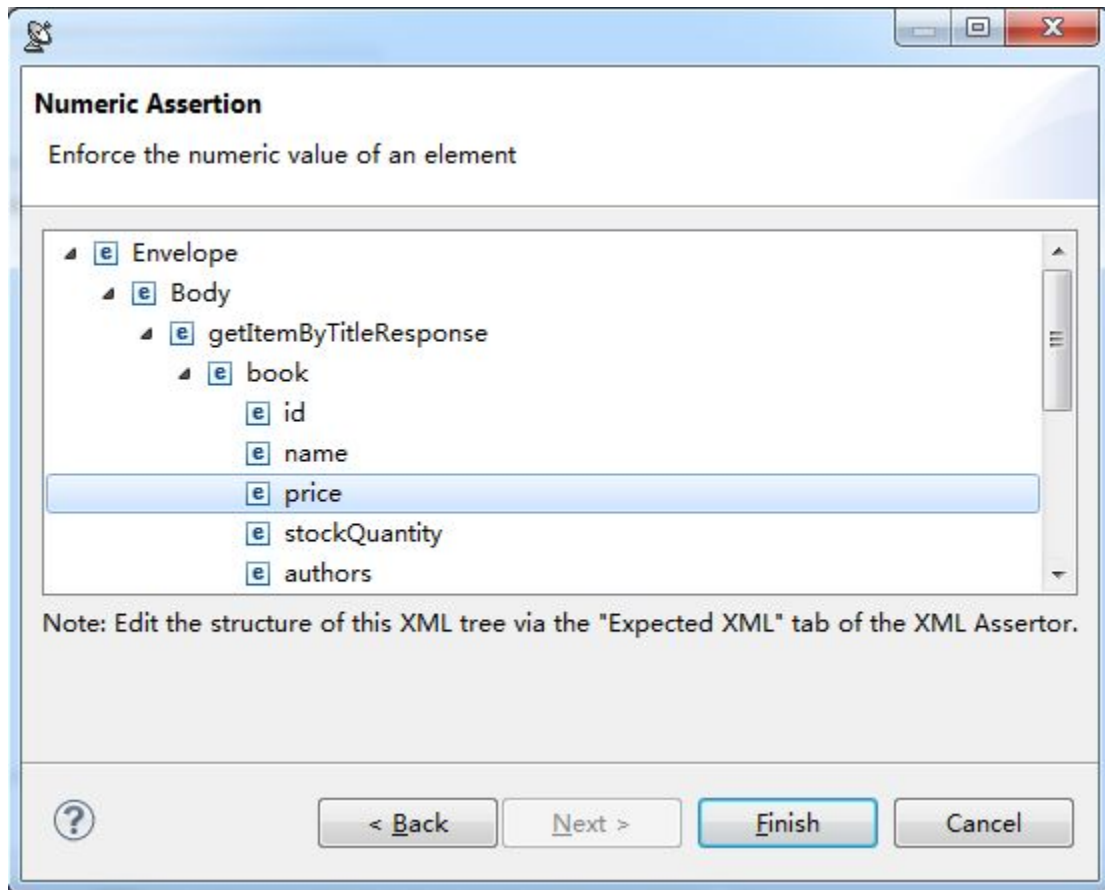 Numeric Assertion
Enforce the numeric value of an element
e Envelope
e Body
e getItemByTitleResponse
e book
e id
e name
e price
e stockQuantity
e authors
Note: Edit the structure of this XML tree via the "Expected XML" tab of the XML Assertor.
? < Back Next > Finish Cancel